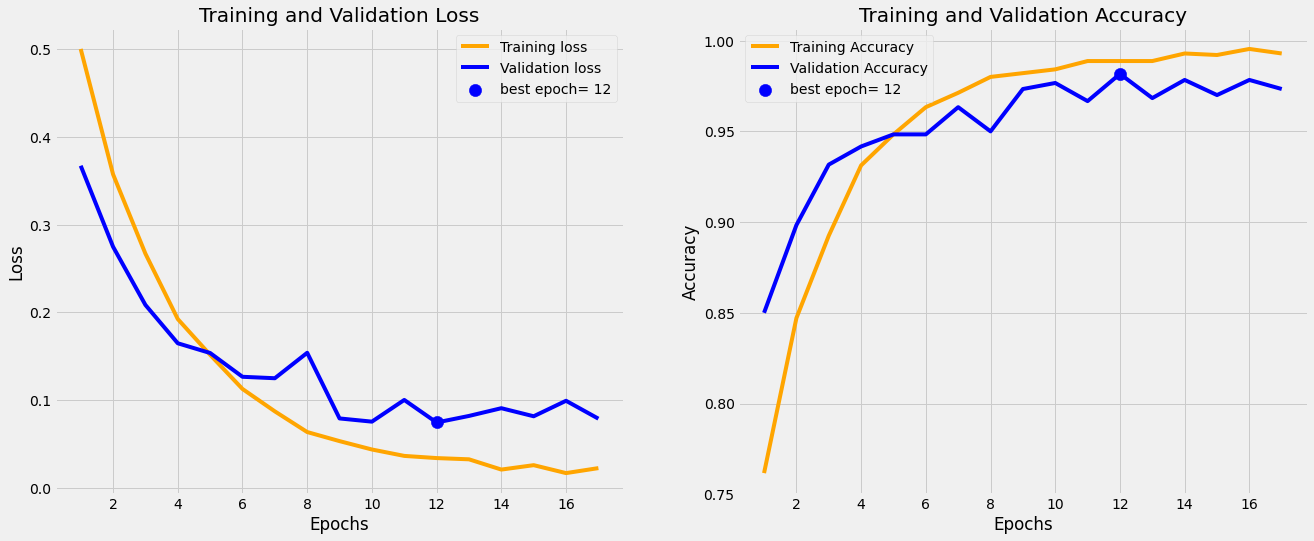 Training and Validation Loss
Training loss
Validation loss
best epoch= 12
0.5
0.4
0.3
0.2
0.1
0.0
Loss
2 4 6 8 10 12 14 16
Epochs
Training and Validation Accuracy
Training Accuracy
Validation Accuracy
best epoch= 12
1.00
0.95
0.90
0.85
0.80
0.75
Accuracy
2 4 6 8 10 12 14 16
Epochs